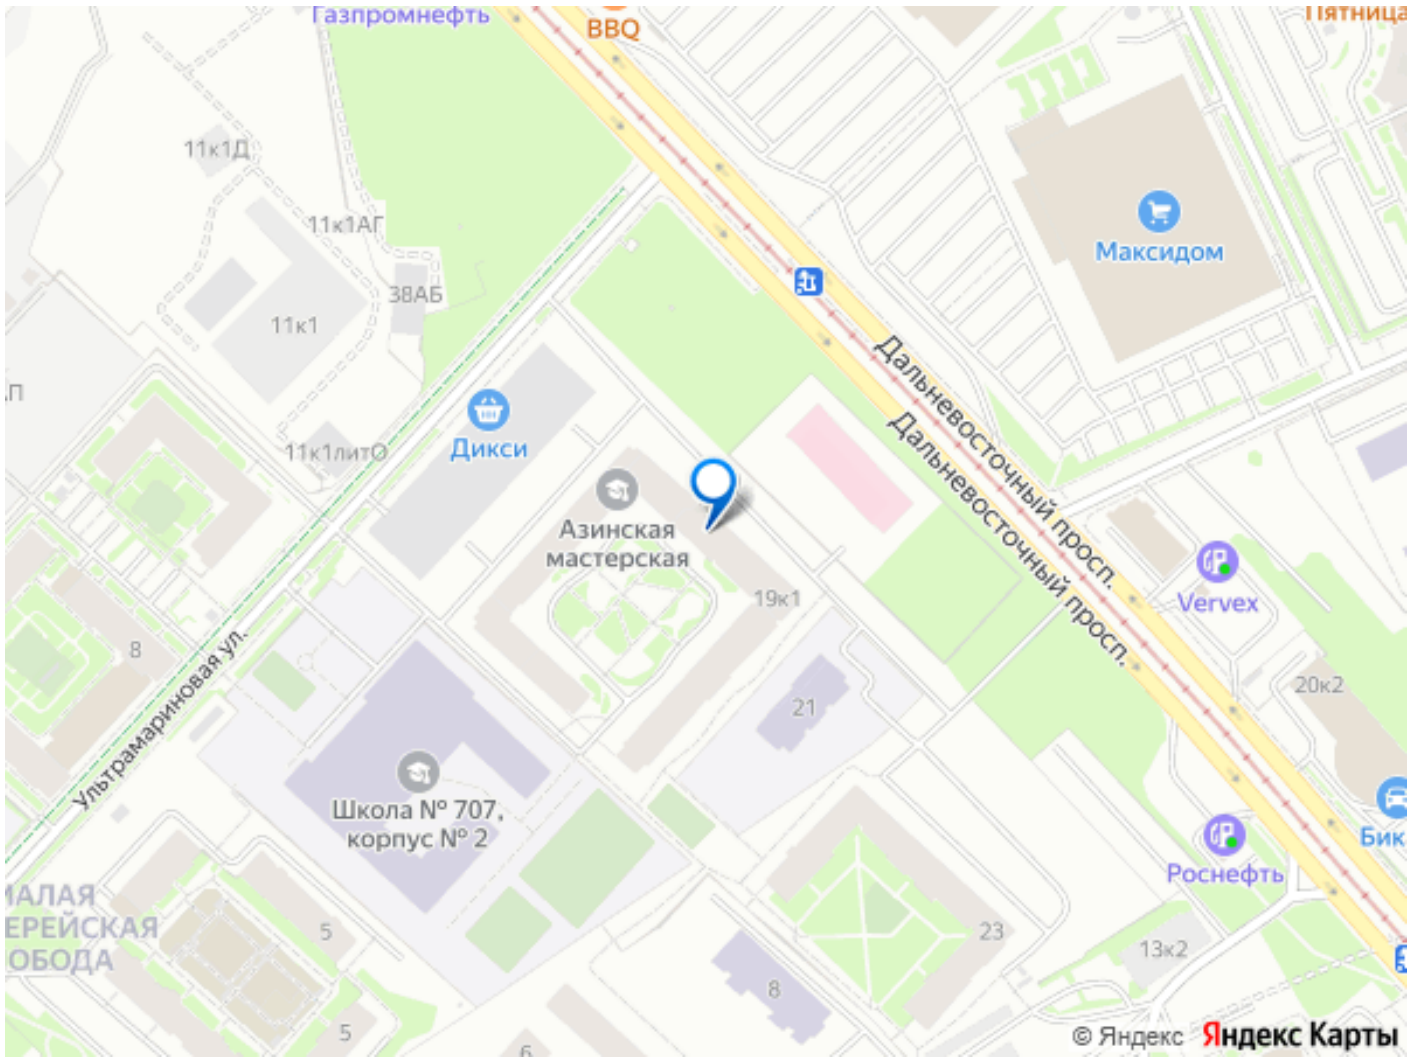 Газпромнефть
BBQ
Пятница
11к1Д
11к1АГ
Максидом
38АБ
11к1
Дальневосточный просп.
Дальневосточный просп.
Дикси
11к1литО
Азинская
мастерская
19к1
Vervex
8
Ультрамариновая ул.
21
20к2
Школа № 707,
корпус № 2
Роснефть
МАЛАЯ
ЕРЕЙСКАЯ
ОБОДА
5
23
13к2
8
5
6
© Яндекс Яндекс Карты